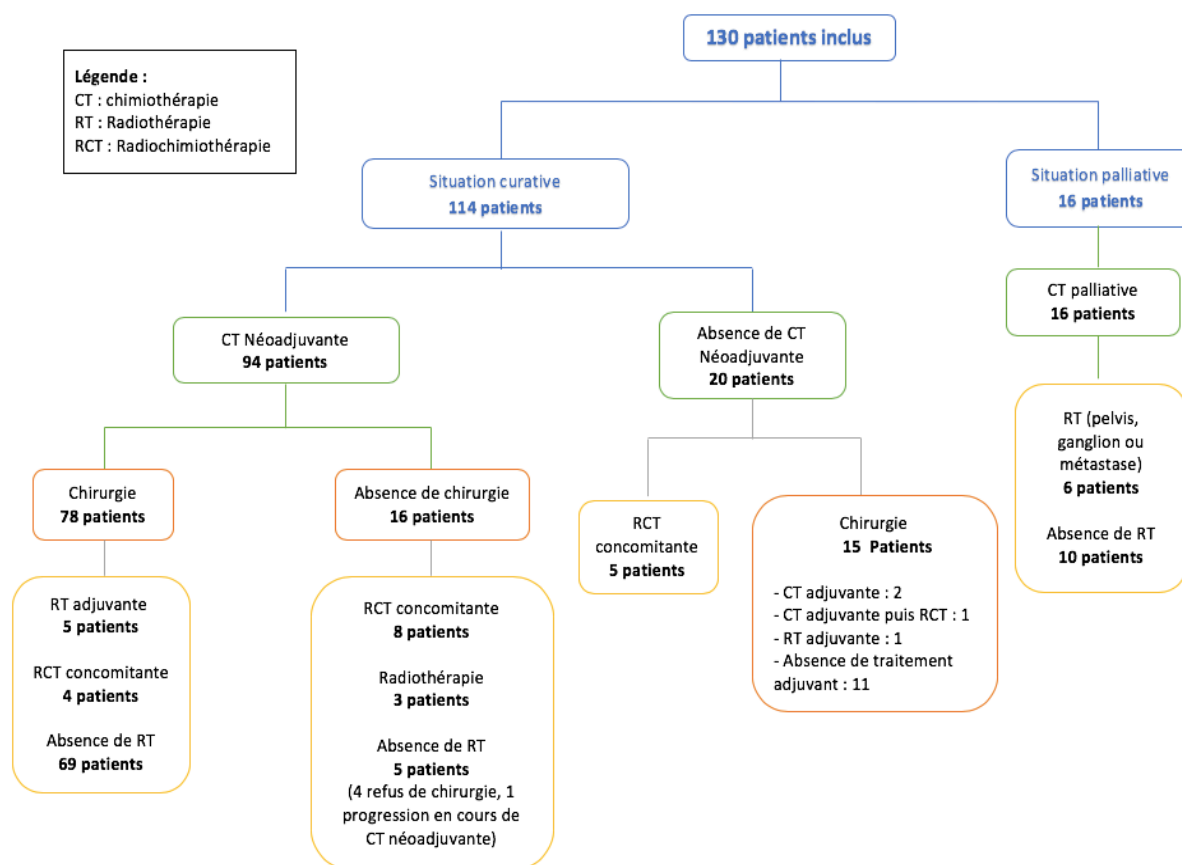 130 patients inclus
Légende :
CT : chimiothérapie
RT : Radiothérapie
RCT : Radiochimiothérapie
Situation curative
114 patients
Situation palliative
16 patients
CT Néoadjuvante
94 patients
Absence de CT
Néoadjuvante
20 patients
CT palliative
16 patients
Chirurgie
78 patients
Absence de chirurgie
16 patients
RCT
concomitante
5 patients
Chirurgie
15 Patients
- CT adjuvante : 2
- CT adjuvante puis RCT : 1
- RT adjuvante : 1
- Absence de traitement
adjuvant : 11
RT (pelvis,
ganglion ou
métastase)
6 patients
Absence de RT
10 patients
RT adjuvante
5 patients
RCT concomitante
4 patients
Absence de RT
69 patients
RCT concomitante
8 patients
Radiothérapie
3 patients
Absence de RT
5 patients
(4 refus de chirurgie, 1
progression en cours de
CT néoadjuvante)